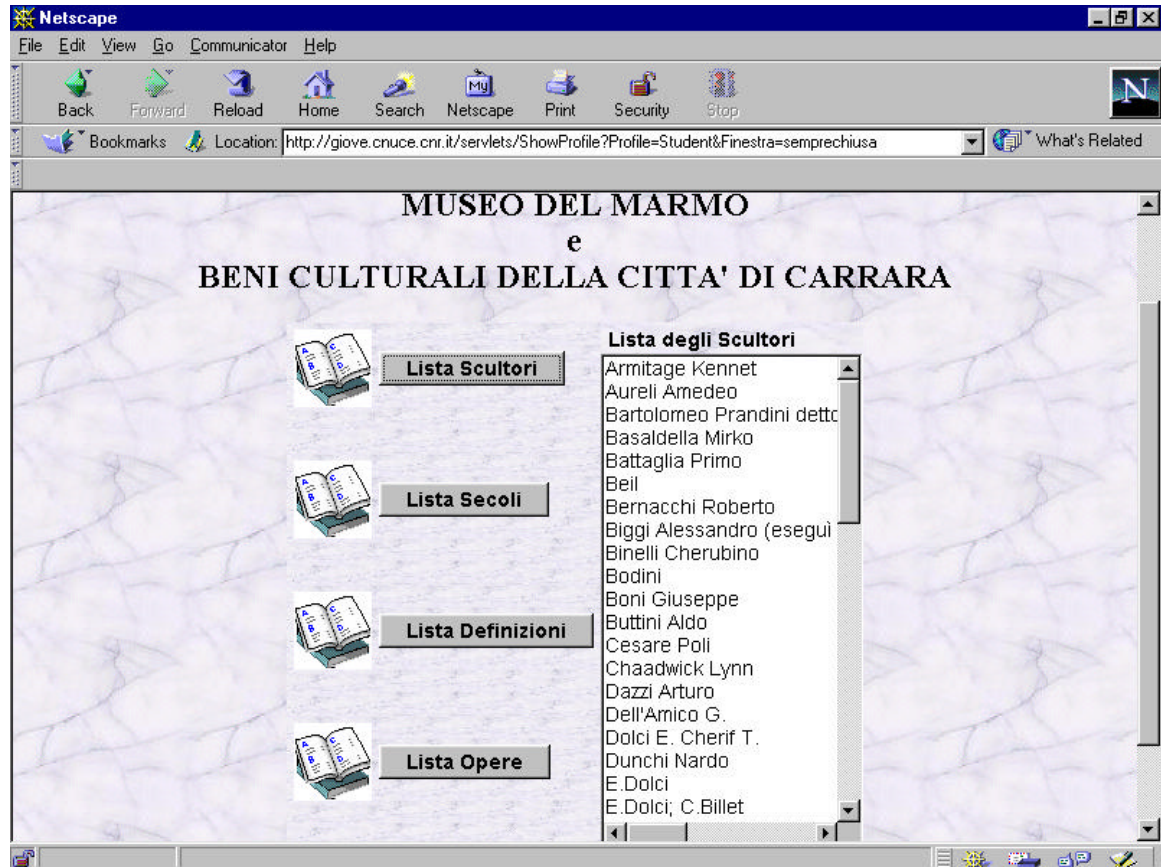 Netscape
File Edit View Go Communicator Help
My
Back Forward Reload Home Search Netscape Print Security Stop
N
Bookmarks Location: http://giove.cnuce.cnr.it/servlets/ShowProfile?Profile=Student&Finestra=semprechiusa What's Related
MUSEO DEL MARMO
e
BENI CULTURALI DELLA CITTA' DI CARRARA
Lista Scultori
Lista Secoli
Lista Definizioni
Lista Opere
Lista degli Scultori
Armitage Kennet
Aureli Amedeo
Bartolomeo Prandini detto
Basaldella Mirko
Battaglia Primo
Beil
Bernacchi Roberto
Biggi Alessandro (eseguì
Binelli Cherubino
Bodini
Boni Giuseppe
Buttini Aldo
Cesare Poli
Chaadwick Lynn
Dazzi Arturo
Dell'Amico G.
Dolci E. Cherif T.
Dunchi Nardo
E.Dolci
E.Dolci; C.Billet